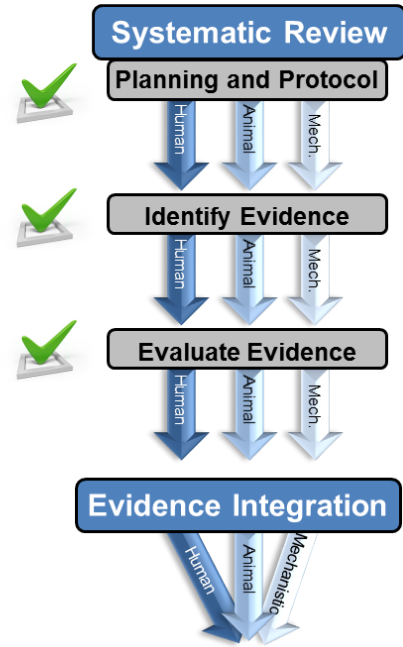 Systematic Review
Planning and Protocol
Human
Animal
Mech.
Identify Evidence
Human
Animal
Mech.
Evaluate Evidence
Human
Animal
Mech.
Evidence Integration
Human
Animal
Mechanistic